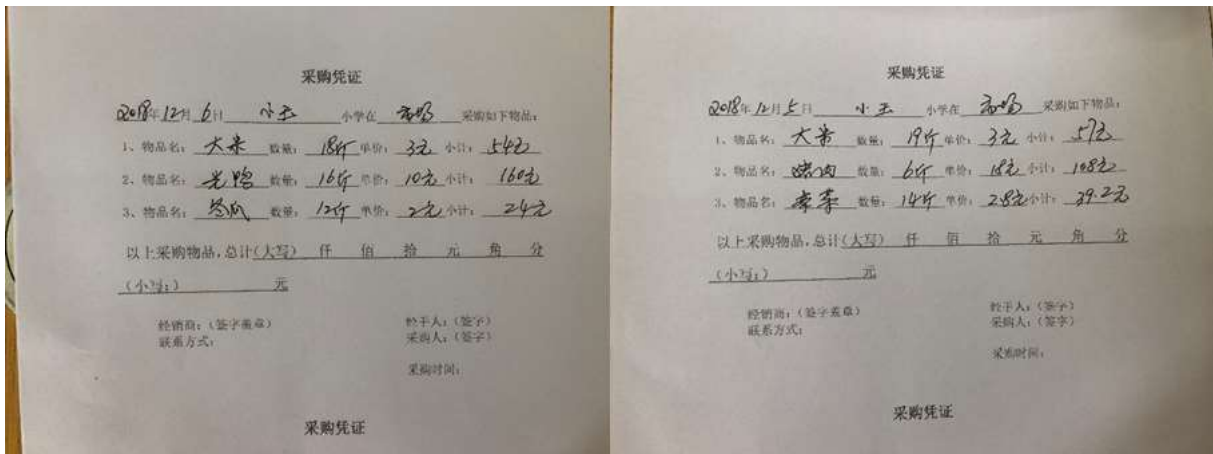 采购凭证
2018年12月6日 小玉 小学在 市场 采购如下物品：
1、物品名：大米 数量：18斤 单价：3元 小计：54元
2、物品名：光鸭 数量：16斤 单价：10元 小计：160元
3、物品名：冬瓜 数量：12斤 单价：2元 小计：24元
以上采购物品，总计（大写） 仟 佰 拾 元 角 分
（小写：） 元
经销商：（签字盖章） 经手人：（签字）
联系方式： 采购人：（签字）
采购时间：
采购凭证
采购凭证
2018年12月5日 小玉 小学在 市场 采购如下物品：
1、物品名：大米 数量：19斤 单价：3元 小计：57元
2、物品名：猪肉 数量：6斤 单价：18元 小计：108元
3、物品名： 数量：14斤 单价：2.8元 小计：39.2元
以上采购物品，总计（大写） 仟 佰 拾 元 角 分
（小写：） 元
经销商：（签字盖章） 经手人：（签字）
联系方式： 采购人：（签字）
采购时间：
采购凭证